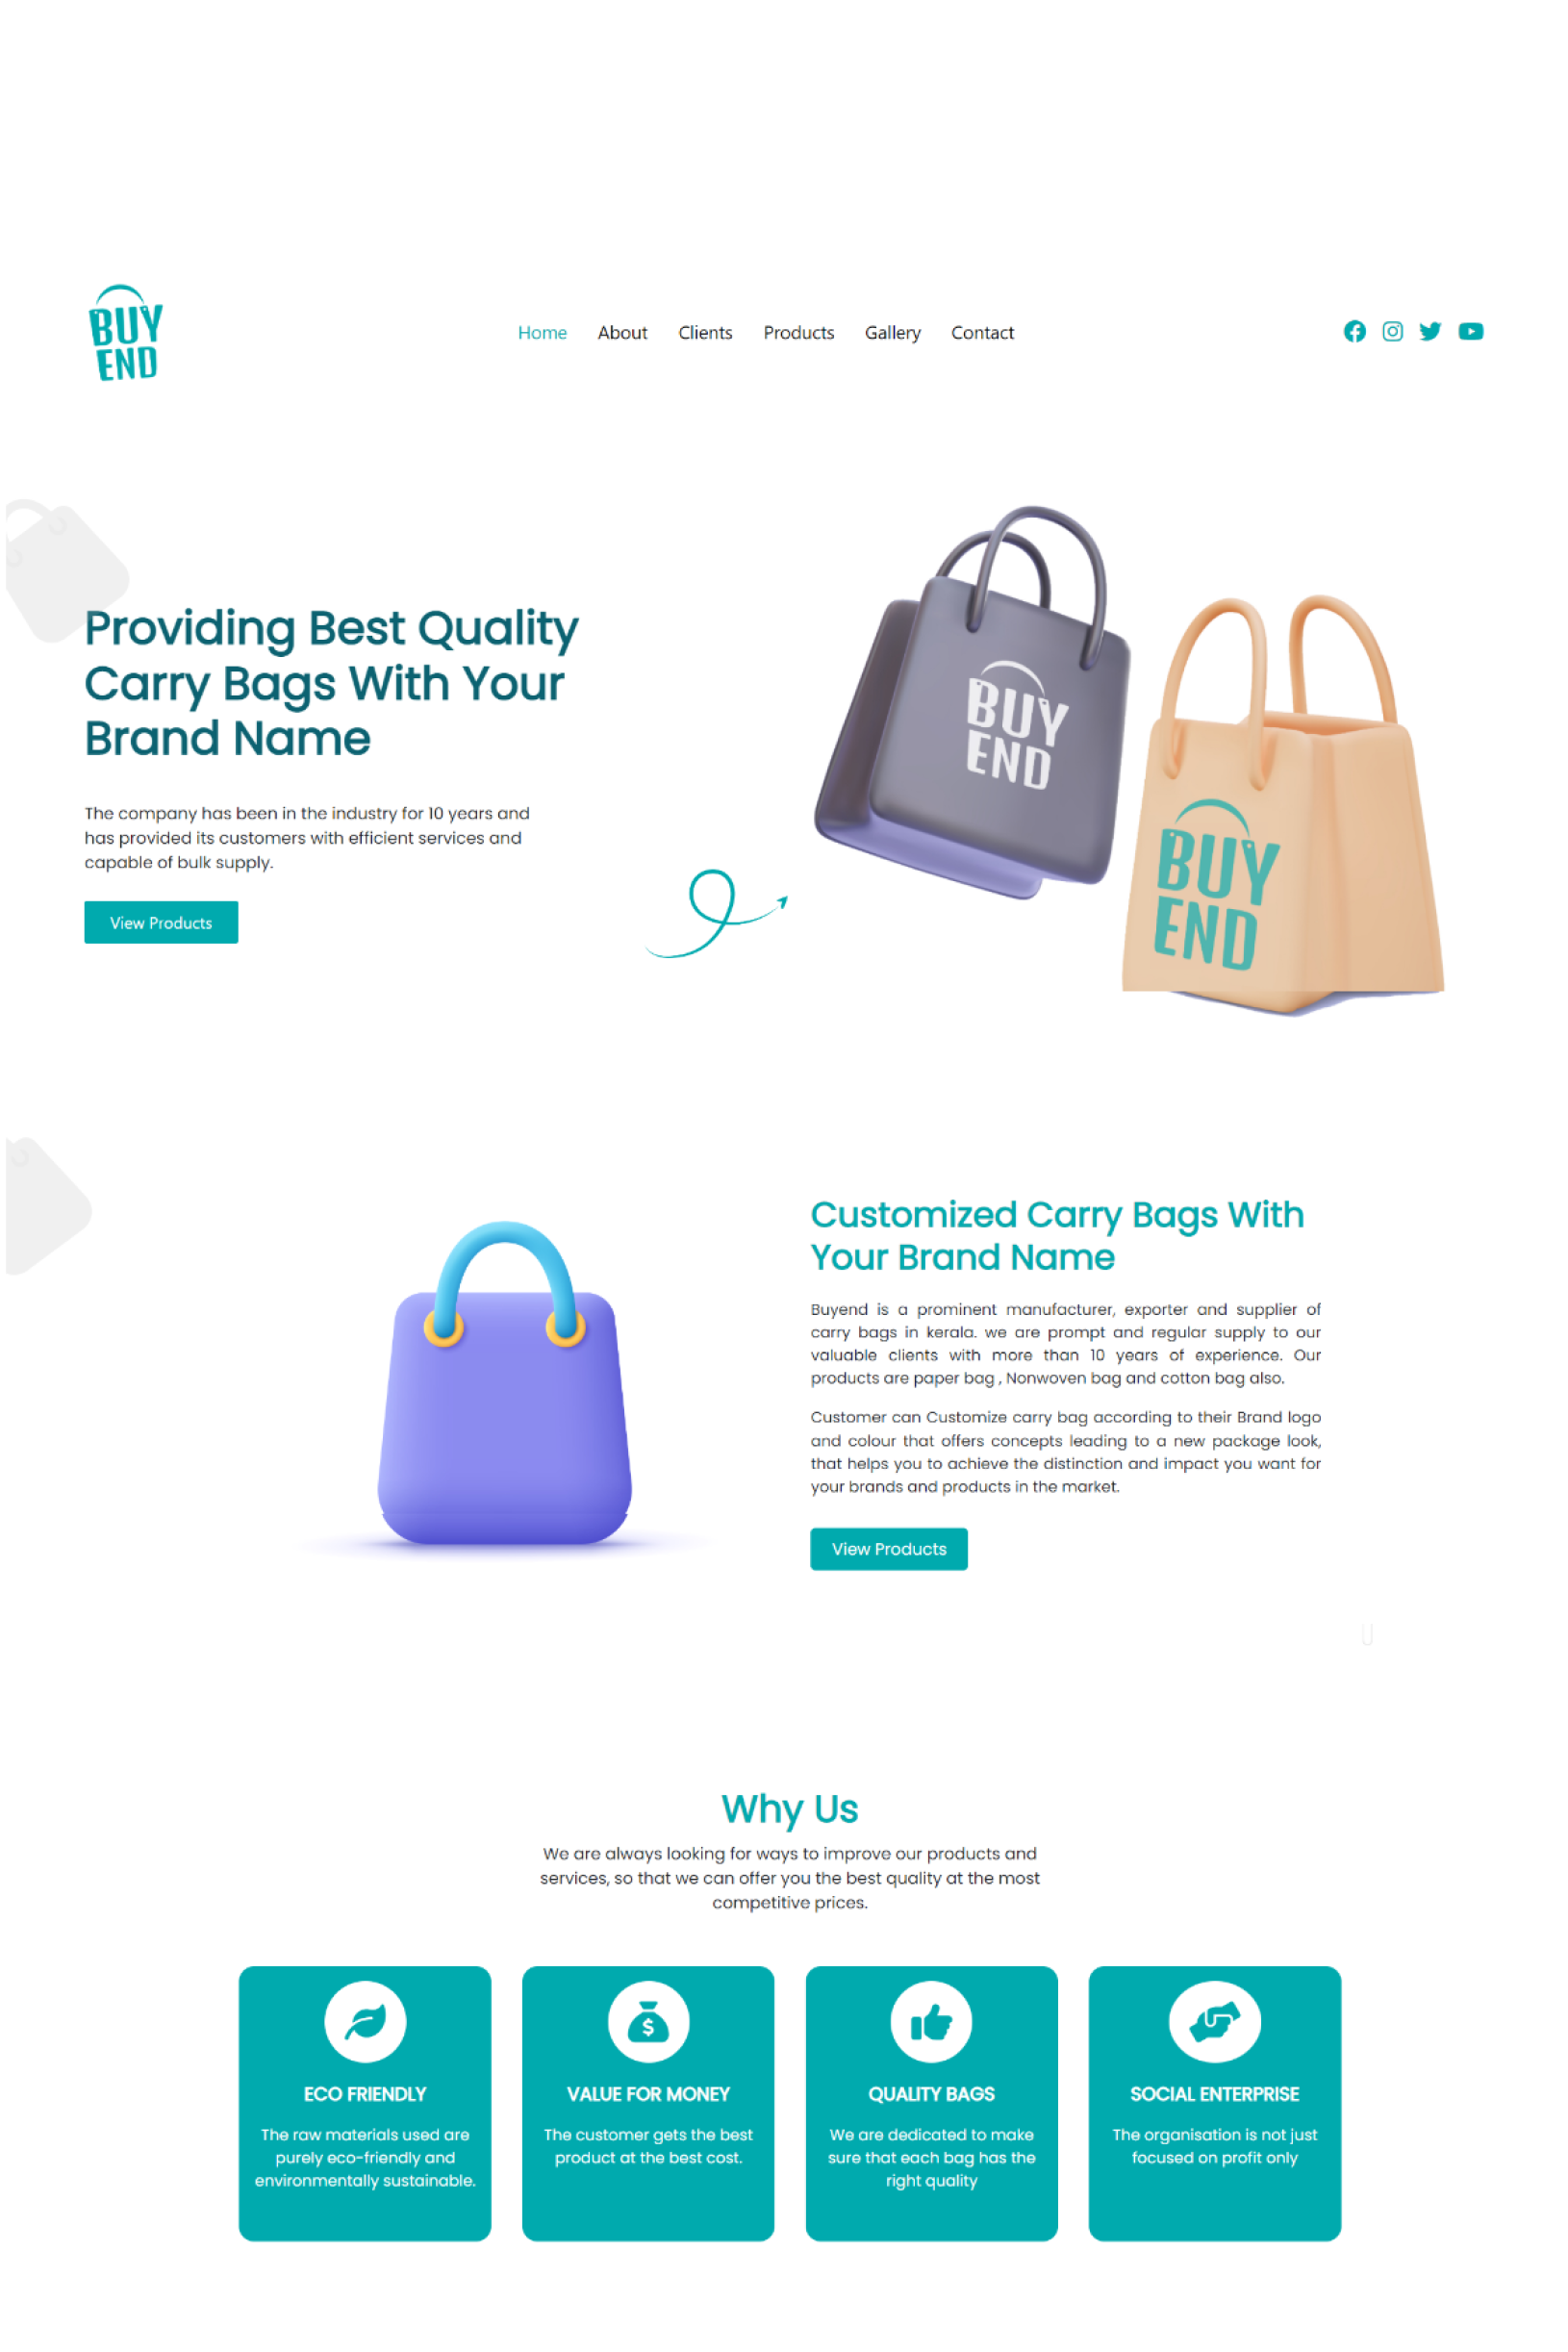 BUY
END
Home About Clients Products Gallery Contact
Providing Best Quality
Carry Bags With Your
Brand Name
The company has been in the industry for 10 years and
has provided its customers with efficient services and
capable of bulk supply.
View Products
BUY
END
BUY
END
Customized Carry Bags With
Your Brand Name
Buyend is a prominent manufacturer, exporter and supplier of
carry bags in kerala. we are prompt and regular supply to our
valuable clients with more than 10 years of experience. Our
products are paper bag , Nonwoven bag and cotton bag also.
Customer can Customize carry bag according to their Brand logo
and colour that offers concepts leading to a new package look,
that helps you to achieve the distinction and impact you want for
your brands and products in the market.
View Products
Why Us
We are always looking for ways to improve our products and
services, so that we can offer you the best quality at the most
competitive prices.
ECO FRIENDLY
The raw materials used are
purely eco-friendly and
environmentally sustainable.
VALUE FOR MONEY
The customer gets the best
product at the best cost.
QUALITY BAGS
We are dedicated to make
sure that each bag has the
right quality
SOCIAL ENTERPRISE
The organisation is not just
focused on profit only